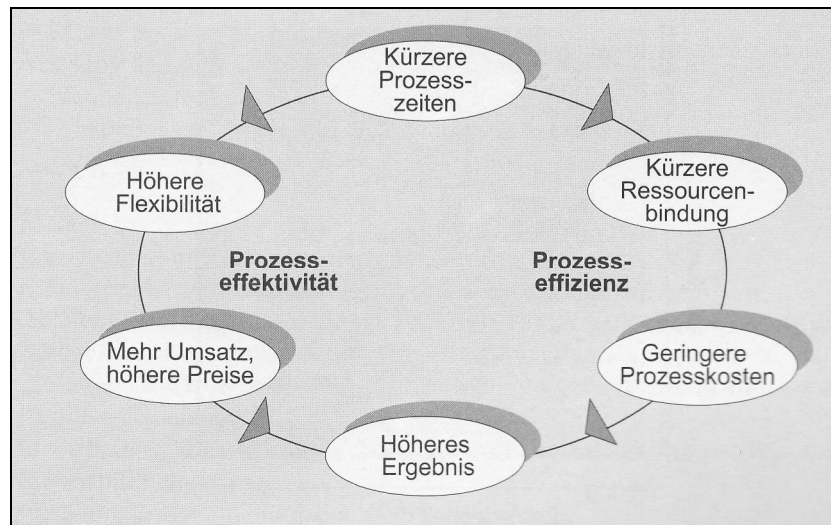 Kürzere
Prozess-
zeiten
Höhere
Flexibilität
Kürzere
Ressourcen-
bindung
Prozess-
effektivität
Prozess-
effizienz
Mehr Umsatz,
höhere Preise
Geringere
Prozesskosten
Höheres
Ergebnis